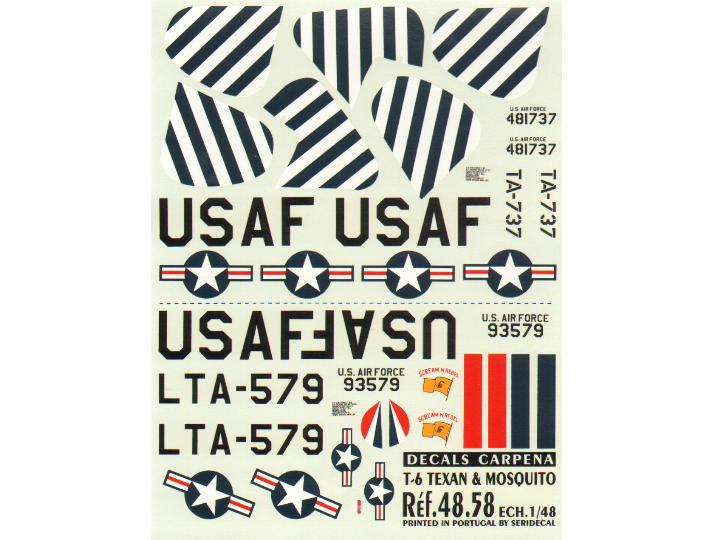 U.S. AIR FORCE
481737
U.S. AIR FORCE
481737
TA-737
TA-737
USAF USAF
USAF USAF
U.S. AIR FORCE
93579
LTA-579
U.S. AIR FORCE
93579
SCREAM'N REBEL
LTA-579
SCREAM'N REBEL
DECALS CARPENA
T-6 TEXAN & MOSQUITO
Réf.48.58 ECH.1/48
PRINTED IN PORTUGAL BY SERIDECAL